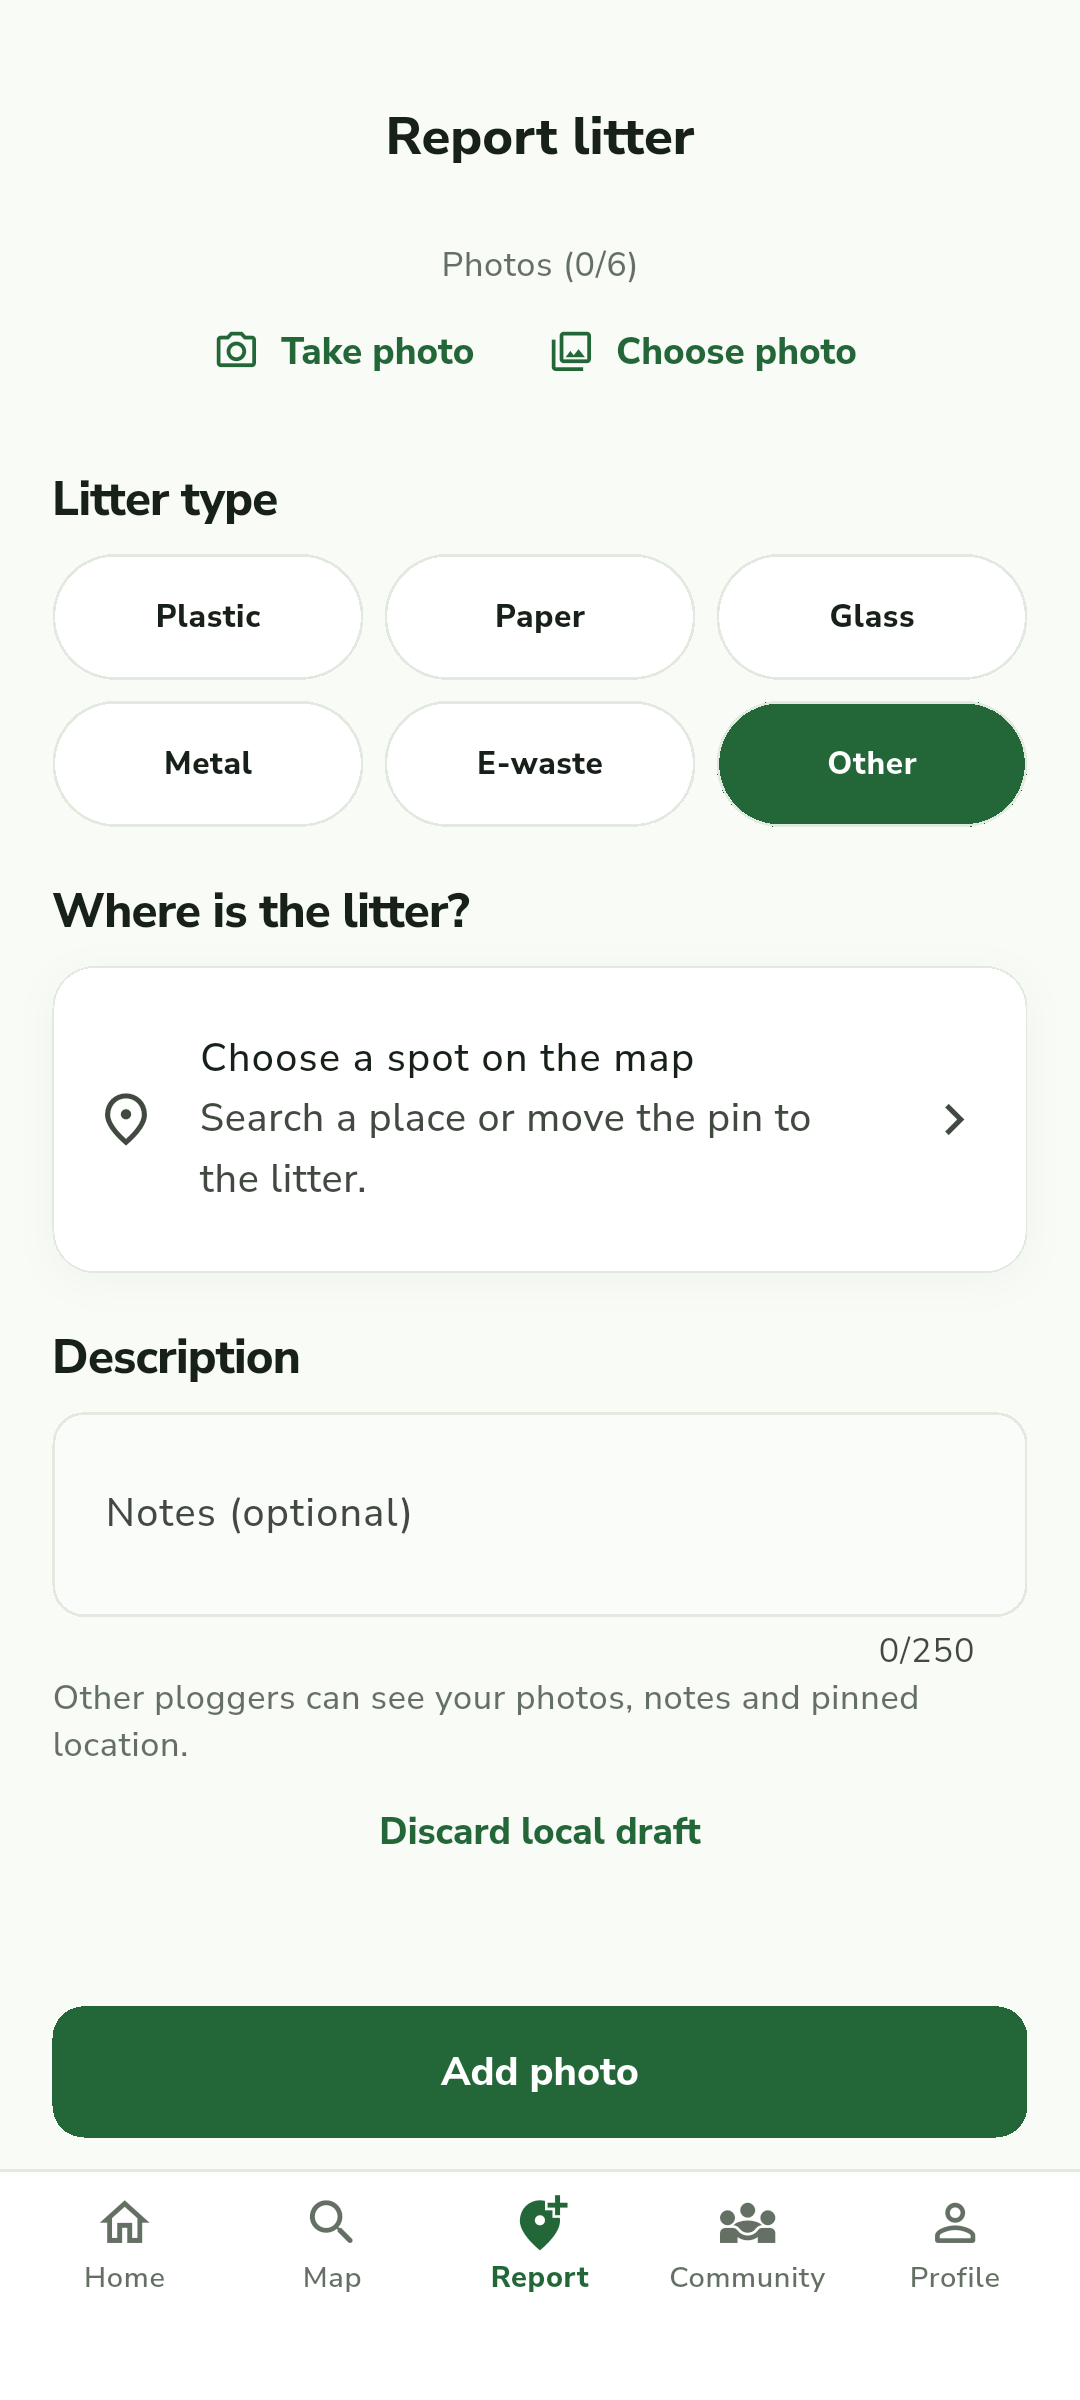 Report litter
Photos (0/6)
Take photo
Choose photo
Litter type
Plastic
Paper
Glass
Metal
E-waste
Other
Where is the litter?
Choose a spot on the map
Search a place or move the pin to
the litter.
Description
Notes (optional)
0/250
Other ploggers can see your photos, notes and pinned
location.
Discard local draft
Add photo
Home
Map
Report
Community
Profile